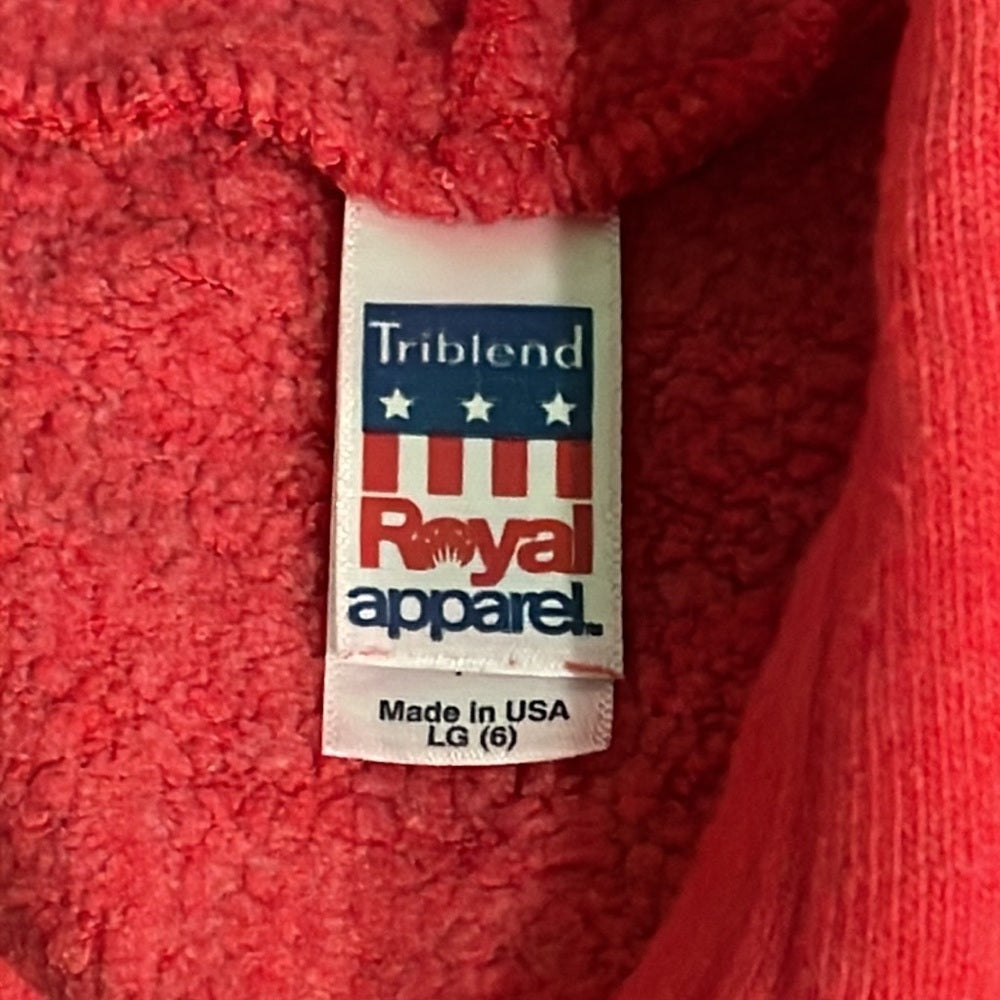 Triblend
Royal
apparel
Made in USA
LG (6)